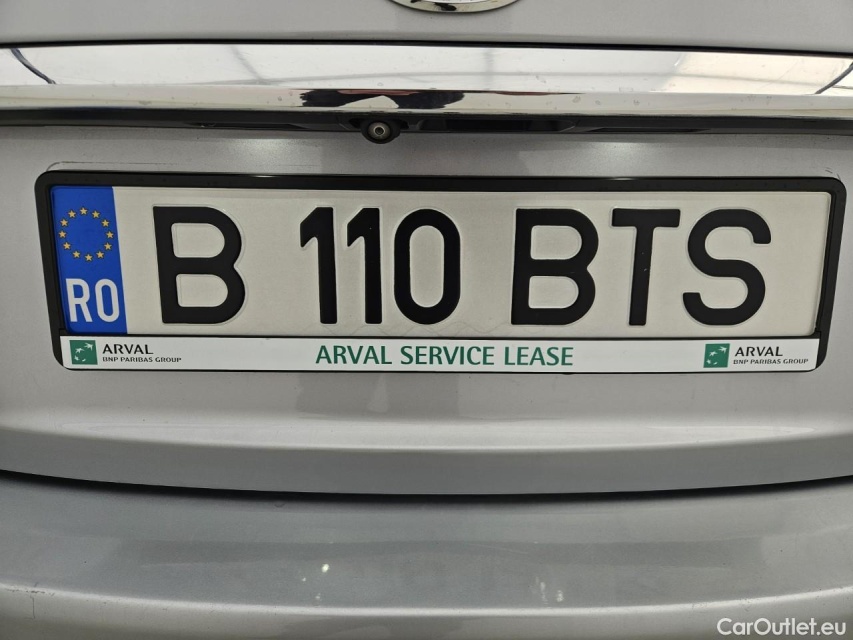 RO
B 110 BTS
ARVAL
BNP PARIBAS GROUP
ARVAL SERVICE LEASE
ARVAL
BNP PARIBAS GROUP
CarOutlet.eu